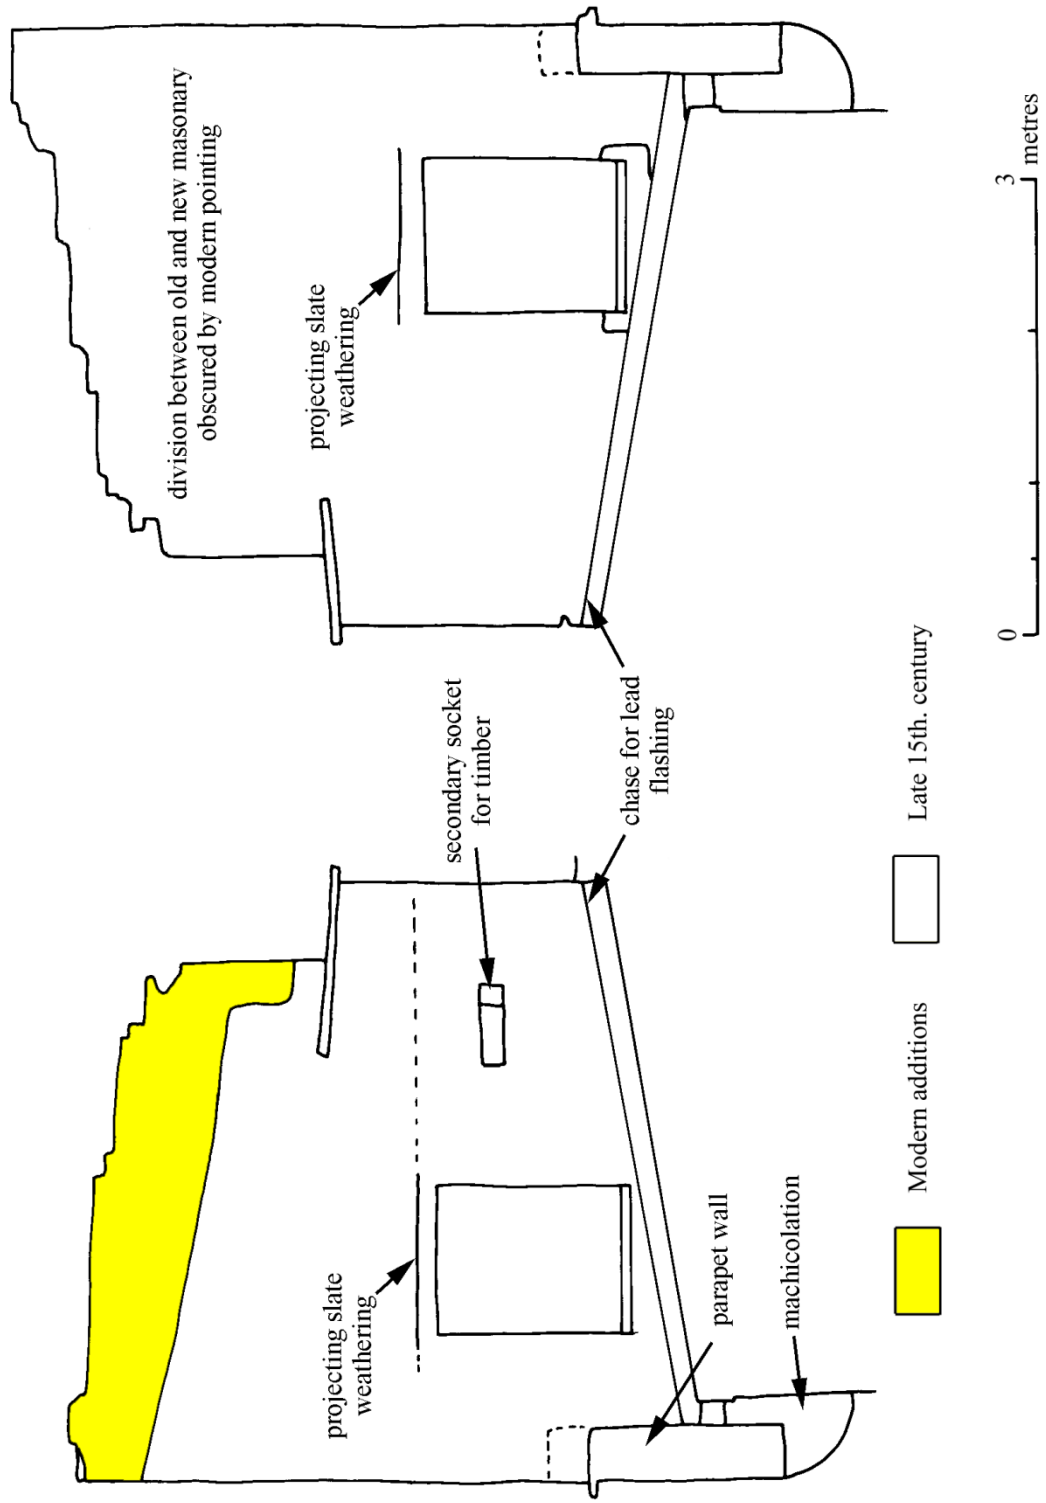 division between old and new masonary
obscured by modern pointing
projecting slate
weathering
projecting slate
weathering
secondary socket
for timber
chase for lead
flashing
parapet wall
machicolation
Modern additions
Late 15th. century
0
3
metres